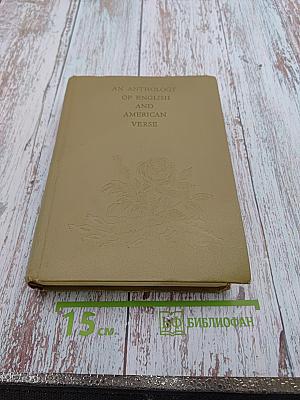 AN ANTHOLOGY
OF ENGLISH
AND
AMERICAN
VERSE
15 см.
БИБЛИОФАН